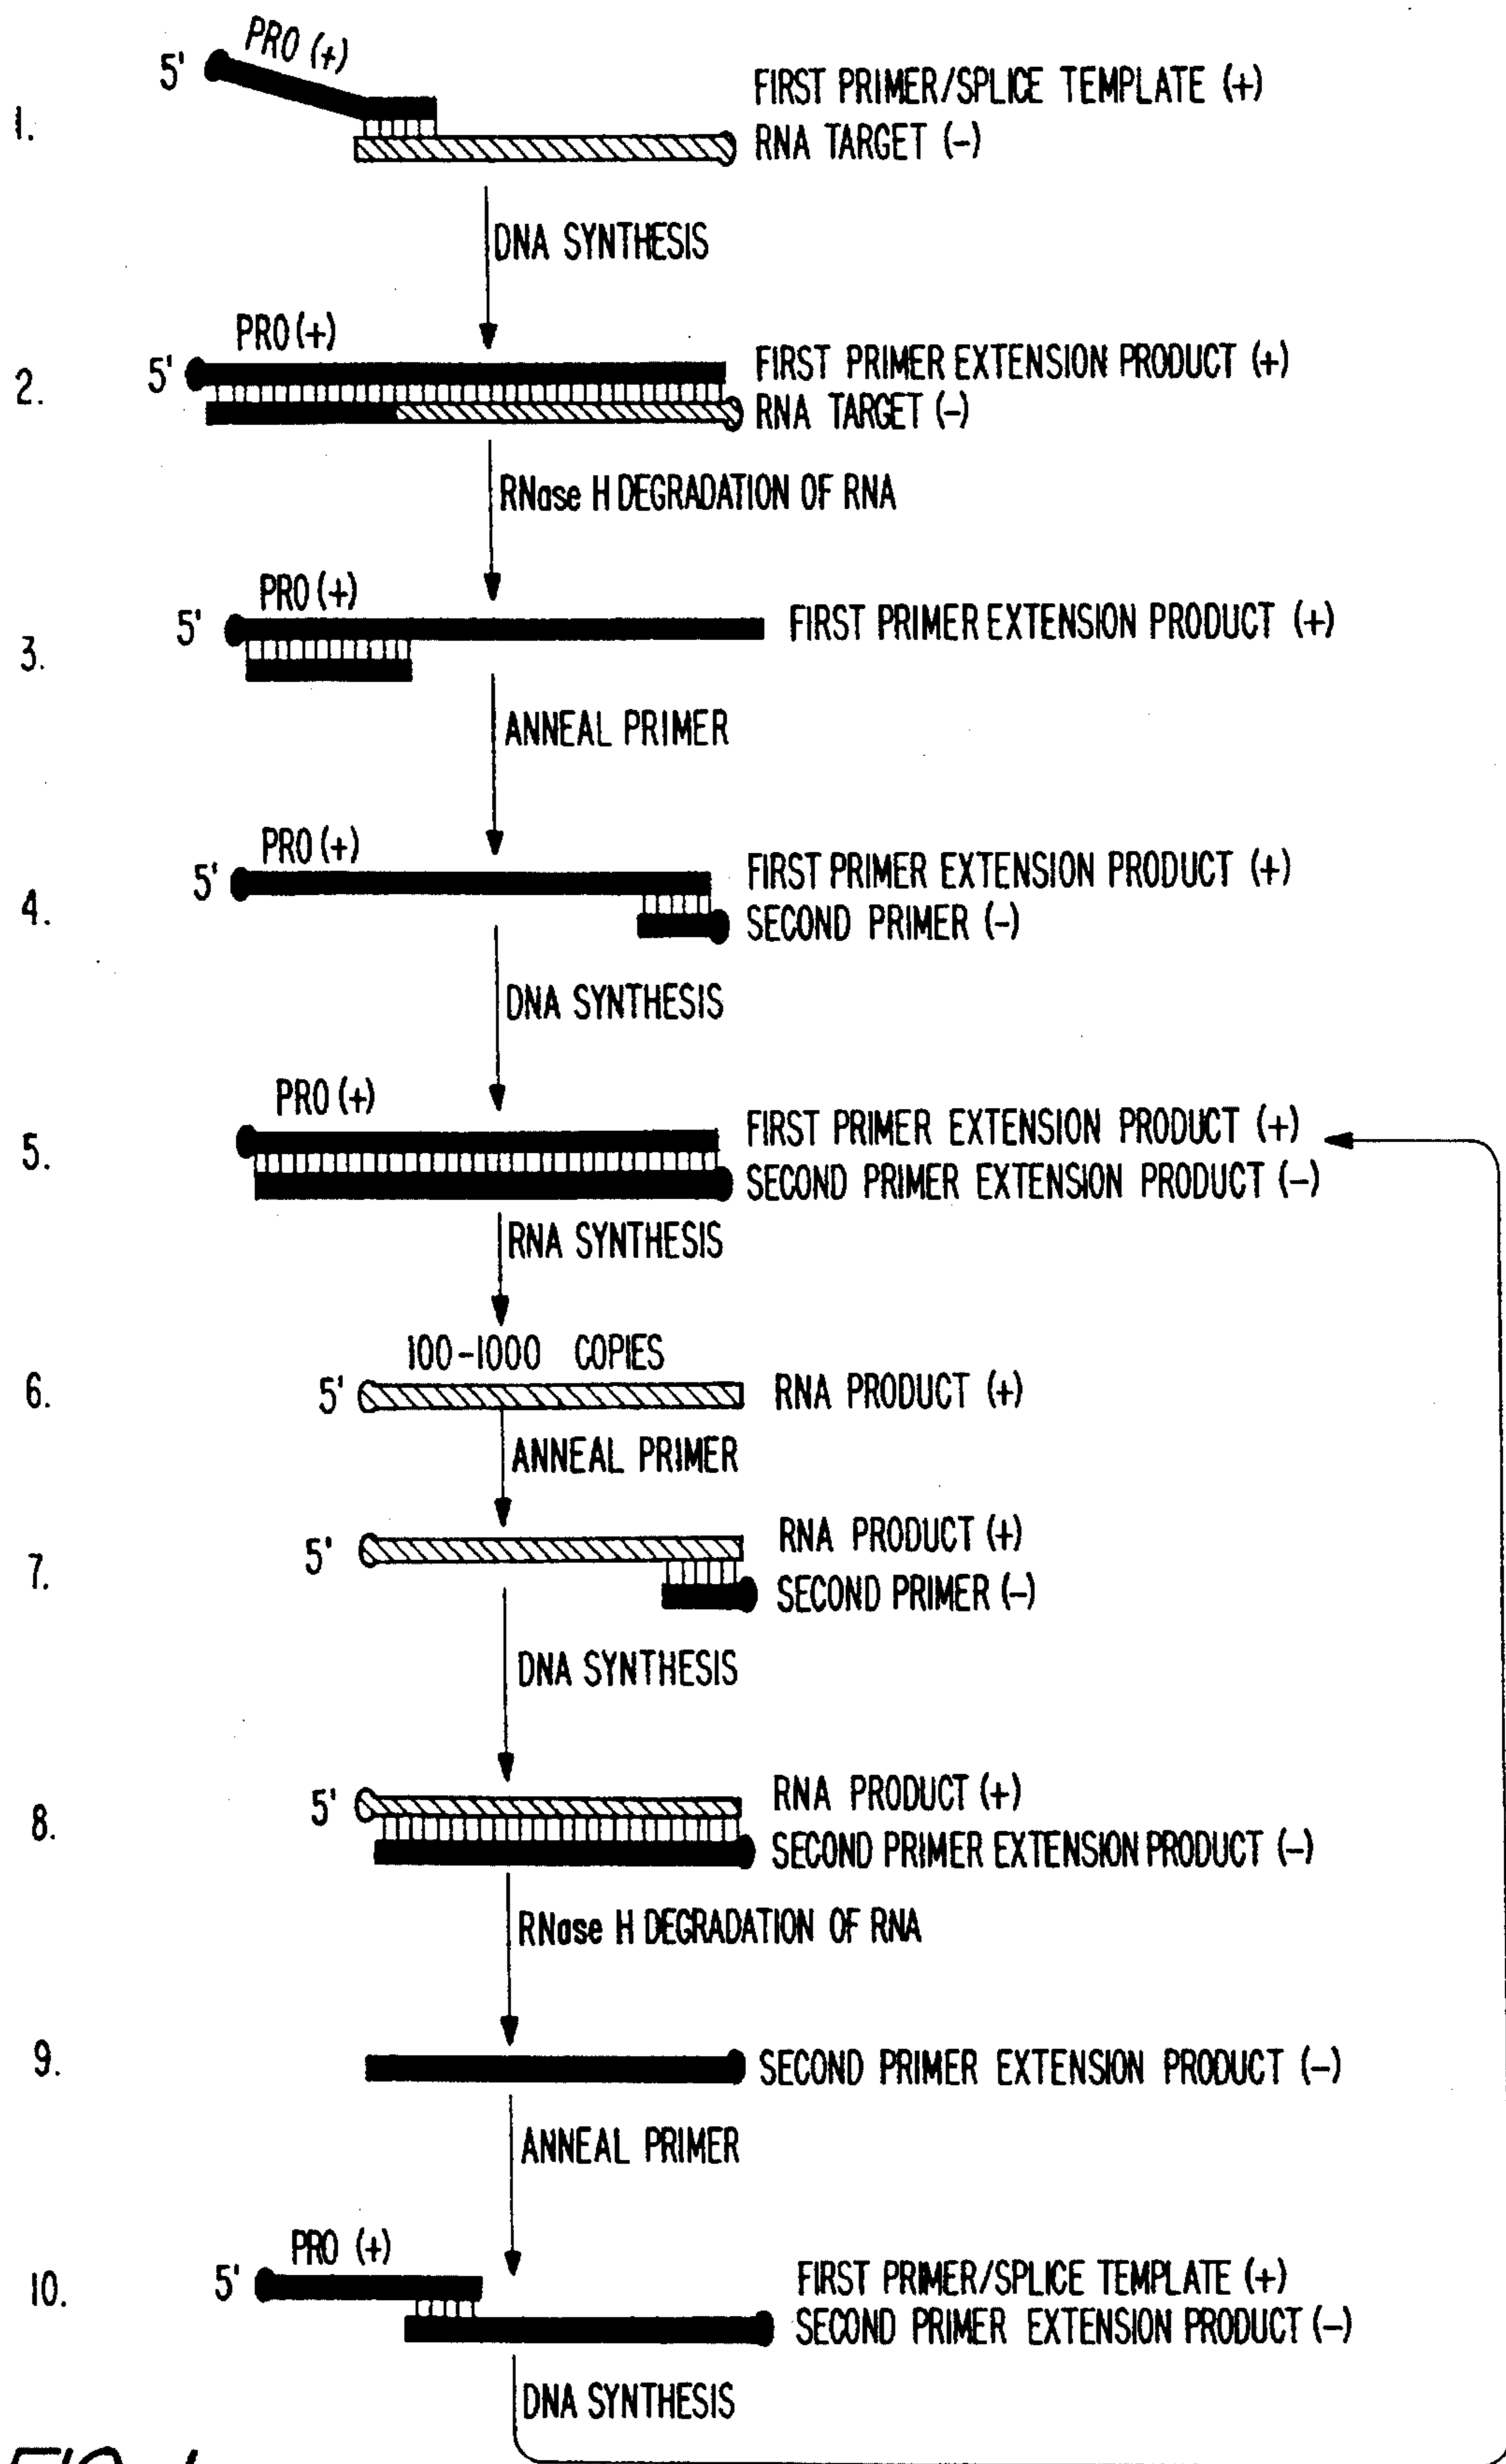 PRO (+)
5'
1.
FIRST PRIMER/SPLICE TEMPLATE (+)
RNA TARGET (-)
DNA SYNTHESIS
PRO (+)
5'
2.
FIRST PRIMER EXTENSION PRODUCT (+)
RNA TARGET (-)
RNase H DEGRADATION OF RNA
PRO (+)
5'
3.
FIRST PRIMER EXTENSION PRODUCT (+)
ANNEAL PRIMER
PRO (+)
5'
4.
FIRST PRIMER EXTENSION PRODUCT (+)
SECOND PRIMER (-)
DNA SYNTHESIS
PRO (+)
5.
FIRST PRIMER EXTENSION PRODUCT (+)
SECOND PRIMER EXTENSION PRODUCT (-)
RNA SYNTHESIS
100-1000 COPIES
6.
5'
RNA PRODUCT (+)
ANNEAL PRIMER
7.
5'
RNA PRODUCT (+)
SECOND PRIMER (-)
DNA SYNTHESIS
8.
5'
RNA PRODUCT (+)
SECOND PRIMER EXTENSION PRODUCT (-)
RNase H DEGRADATION OF RNA
9.
SECOND PRIMER EXTENSION PRODUCT (-)
ANNEAL PRIMER
PRO (+)
10.
5'
FIRST PRIMER/SPLICE TEMPLATE (+)
SECOND PRIMER EXTENSION PRODUCT (-)
DNA SYNTHESIS